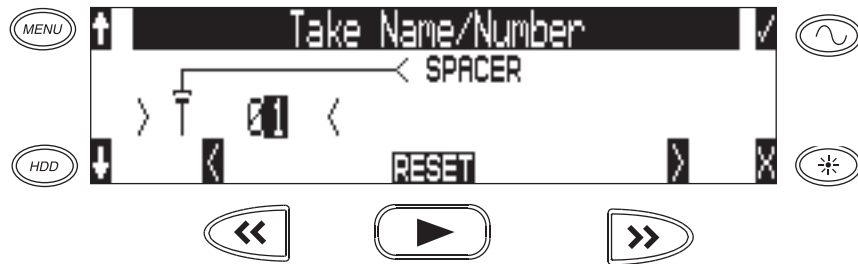 MENU
Take Name/Number
SPACER
T 01
HDD
RESET
X